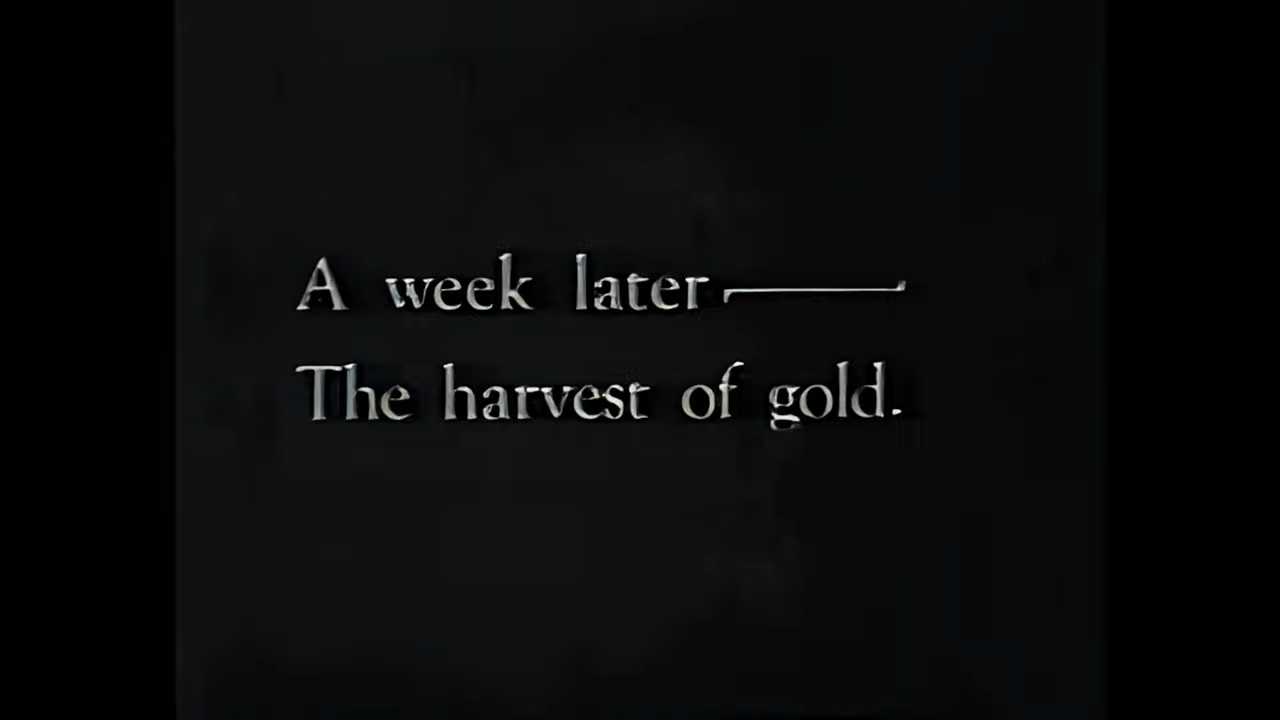 A week later—
The harvest of gold.